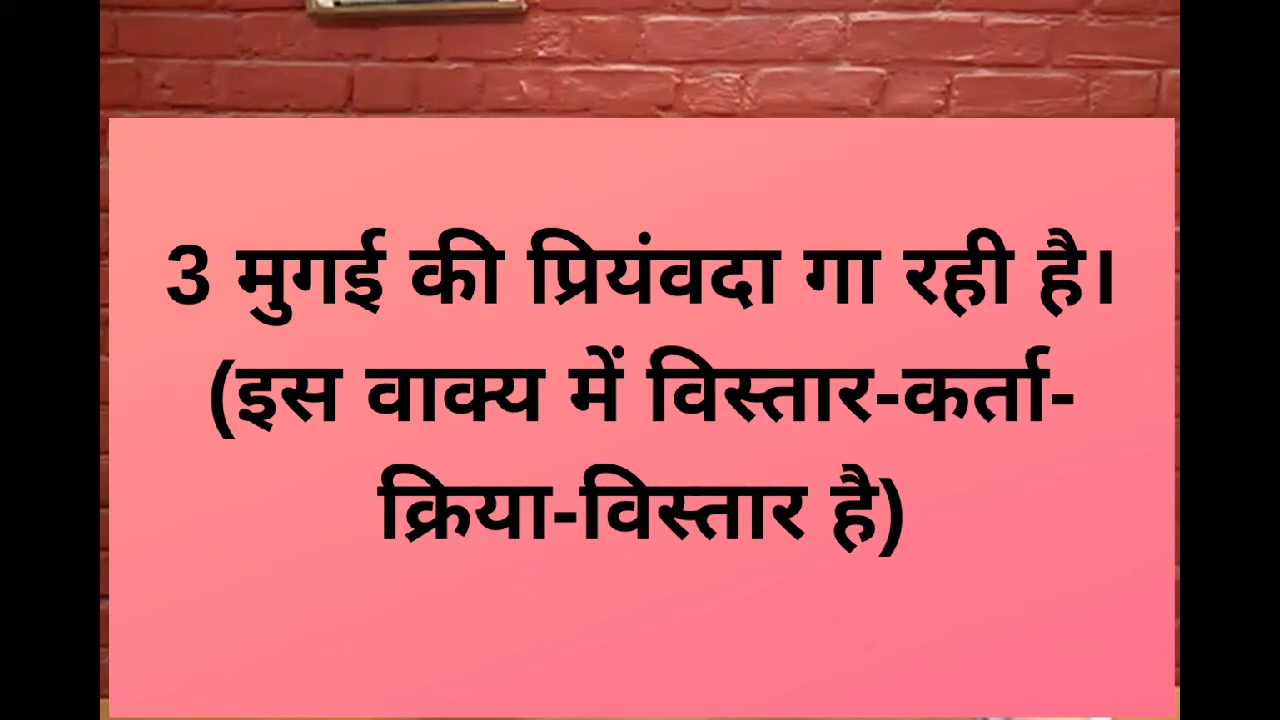 3 मुगई की प्रियंवदा गा रही है।
(इस वाक्य में विस्तार-कर्ता-
क्रिया-विस्तार है)